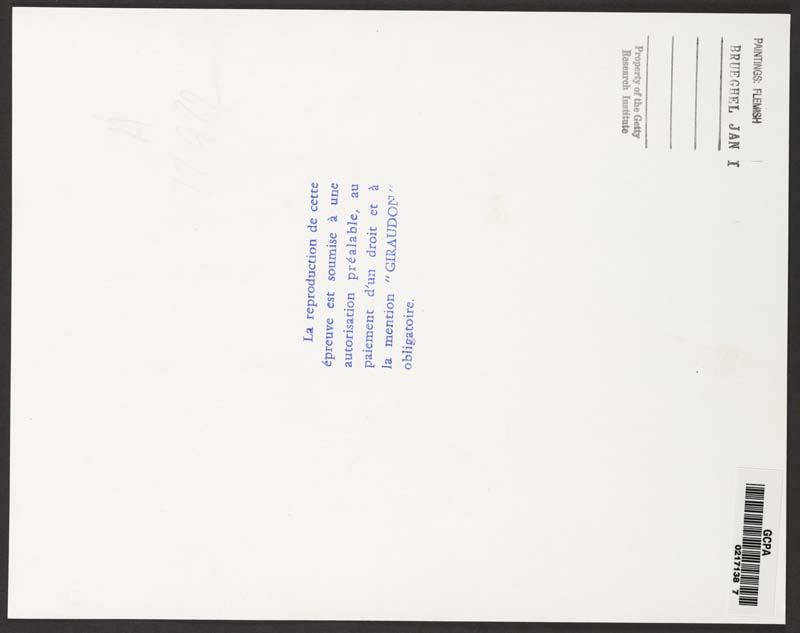 PAINTINGS: FLEMISH
BRUEGHEL JAN I
Property of the Getty
Research Institute
La reproduction de cette
épreuve est soumise à une
autorisation préalable, au
paiement d'un droit et à
la mention "GIRAUDON"
obligatoire.
GCPA
0217138 7